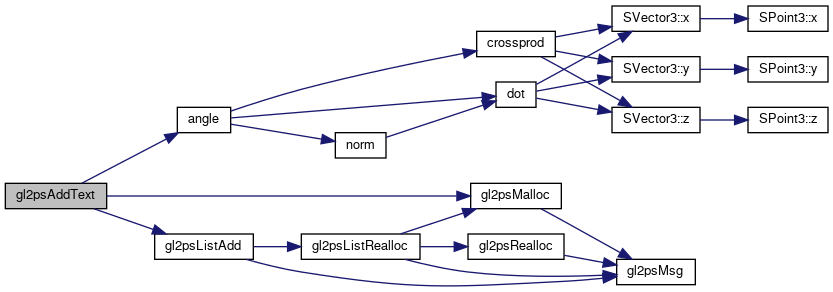 SVector3::x
SPoint3::x
crossprod
SVector3::y
SPoint3::y
dot
angle
SVector3::z
SPoint3::z
norm
gl2psAddText
gl2psMalloc
gl2psListAdd
gl2psListRealloc
gl2psRealloc
gl2psMsg